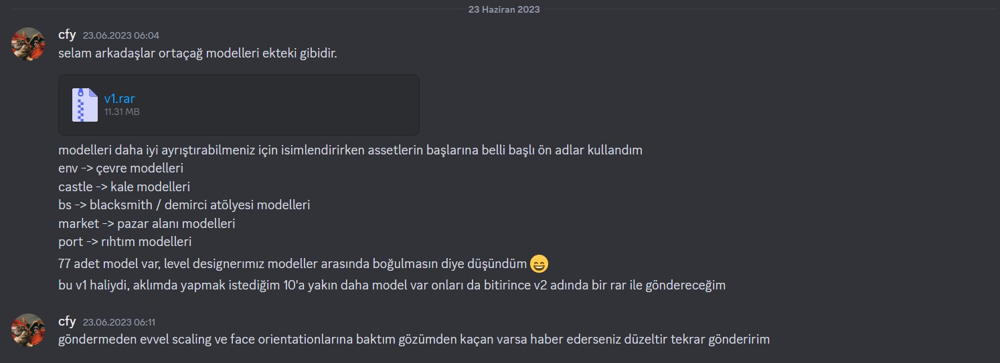 23 Haziran 2023
cfy 23.06.2023 06:04
selam arkadaşlar ortaçağ modelleri ekteki gibidir.
v1.rar
11.31 MB
modelleri daha iyi ayrıştırabilmeniz için isimlendirirken assetlerin başlarına belli başlı ön adlar kullandım
env -> çevre modelleri
castle -> kale modelleri
bs -> blacksmith / demirci atölyesi modelleri
market -> pazar alanı modelleri
port -> rıhtım modelleri
77 adet model var, level designerımız modeller arasında boğulmasın diye düşündüm 😄
bu v1 haliydi, aklımda yapmak istediğim 10'a yakın daha model var onları da bitirince v2 adında bir rar ile göndereceğim
cfy 23.06.2023 06:11
göndermeden evvel scaling ve face orientationlarına baktım gözümden kaçan varsa haber ederseniz düzeltir tekrar gönderirim